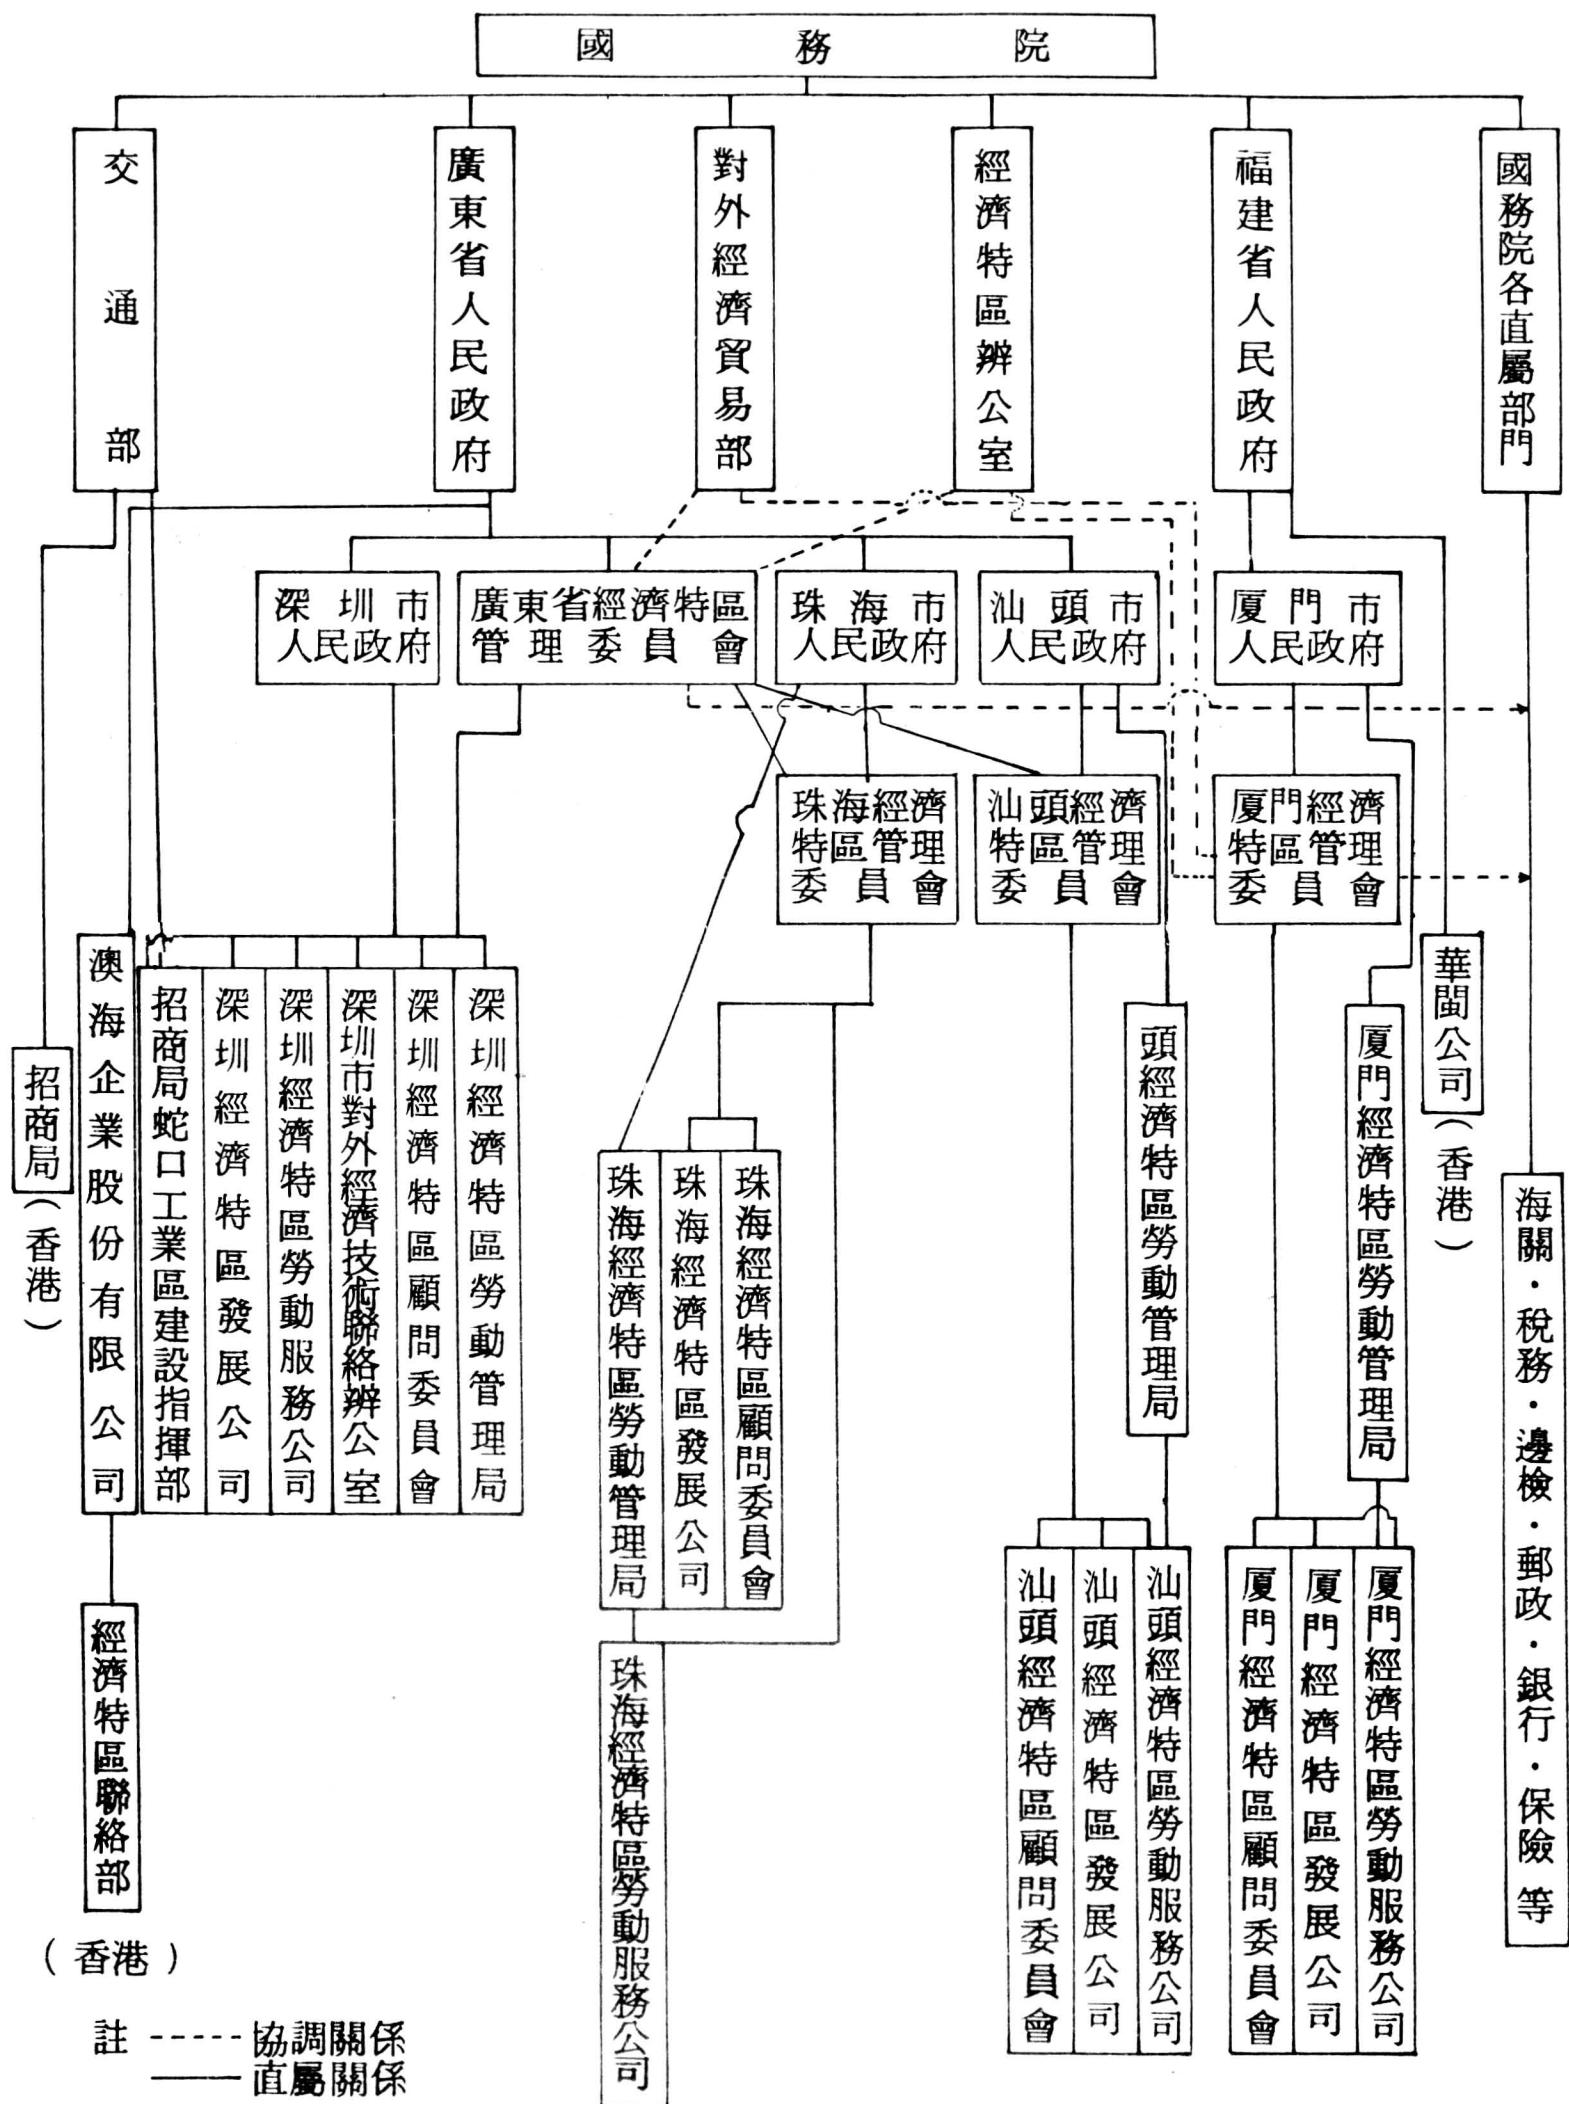 國務院
交通部
廣東省人民政府
對外經濟貿易部
經濟特區辦公室
福建省人民政府
國務院各直屬部門
深圳市
人民政府
廣東省經濟特區
管理委員會
珠海市
人民政府
汕頭市
人民政府
厦門市
人民政府
珠海經濟
特區管理
委員會
汕頭經濟
特區管理
委員會
厦門經濟
特區管理
委員會
招商局(香港)
澳海企業股份有限公司
招商局蛇口工業區建設指揮部
深圳經濟特區發展公司
深圳經濟特區勞動服務公司
深圳市對外經濟技術聯絡辦公室
深圳經濟特區顧問委員會
深圳經濟特區勞動管理局
珠海經濟特區勞動管理局
珠海經濟特區發展公司
珠海經濟特區顧問委員會
頭經濟特區勞動管理局
厦門經濟特區勞動管理局
華閩公司(香港)
海關·稅務·邊檢·郵政·銀行·保險等
經濟特區聯絡部
(香港)
珠海經濟特區勞動服務公司
汕頭經濟特區顧問委員會
汕頭經濟特區發展公司
汕頭經濟特區勞動服務公司
厦門經濟特區顧問委員會
厦門經濟特區發展公司
厦門經濟特區勞動服務公司
註 ----- 協調關係
—— 直屬關係